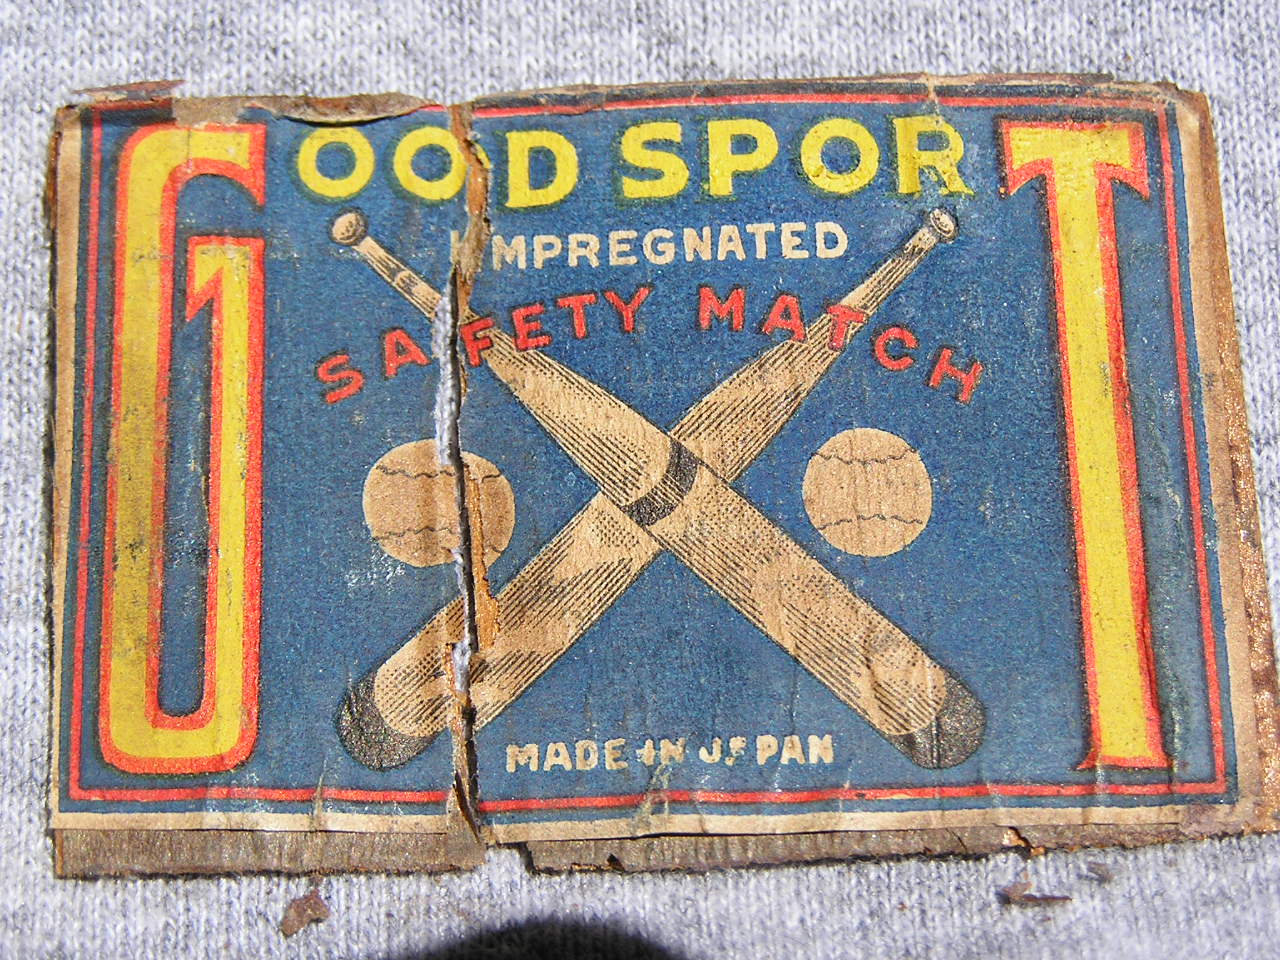 GOOD SPORT
IMPREGNATED
SAFETY MATCH
MADE IN JAPAN